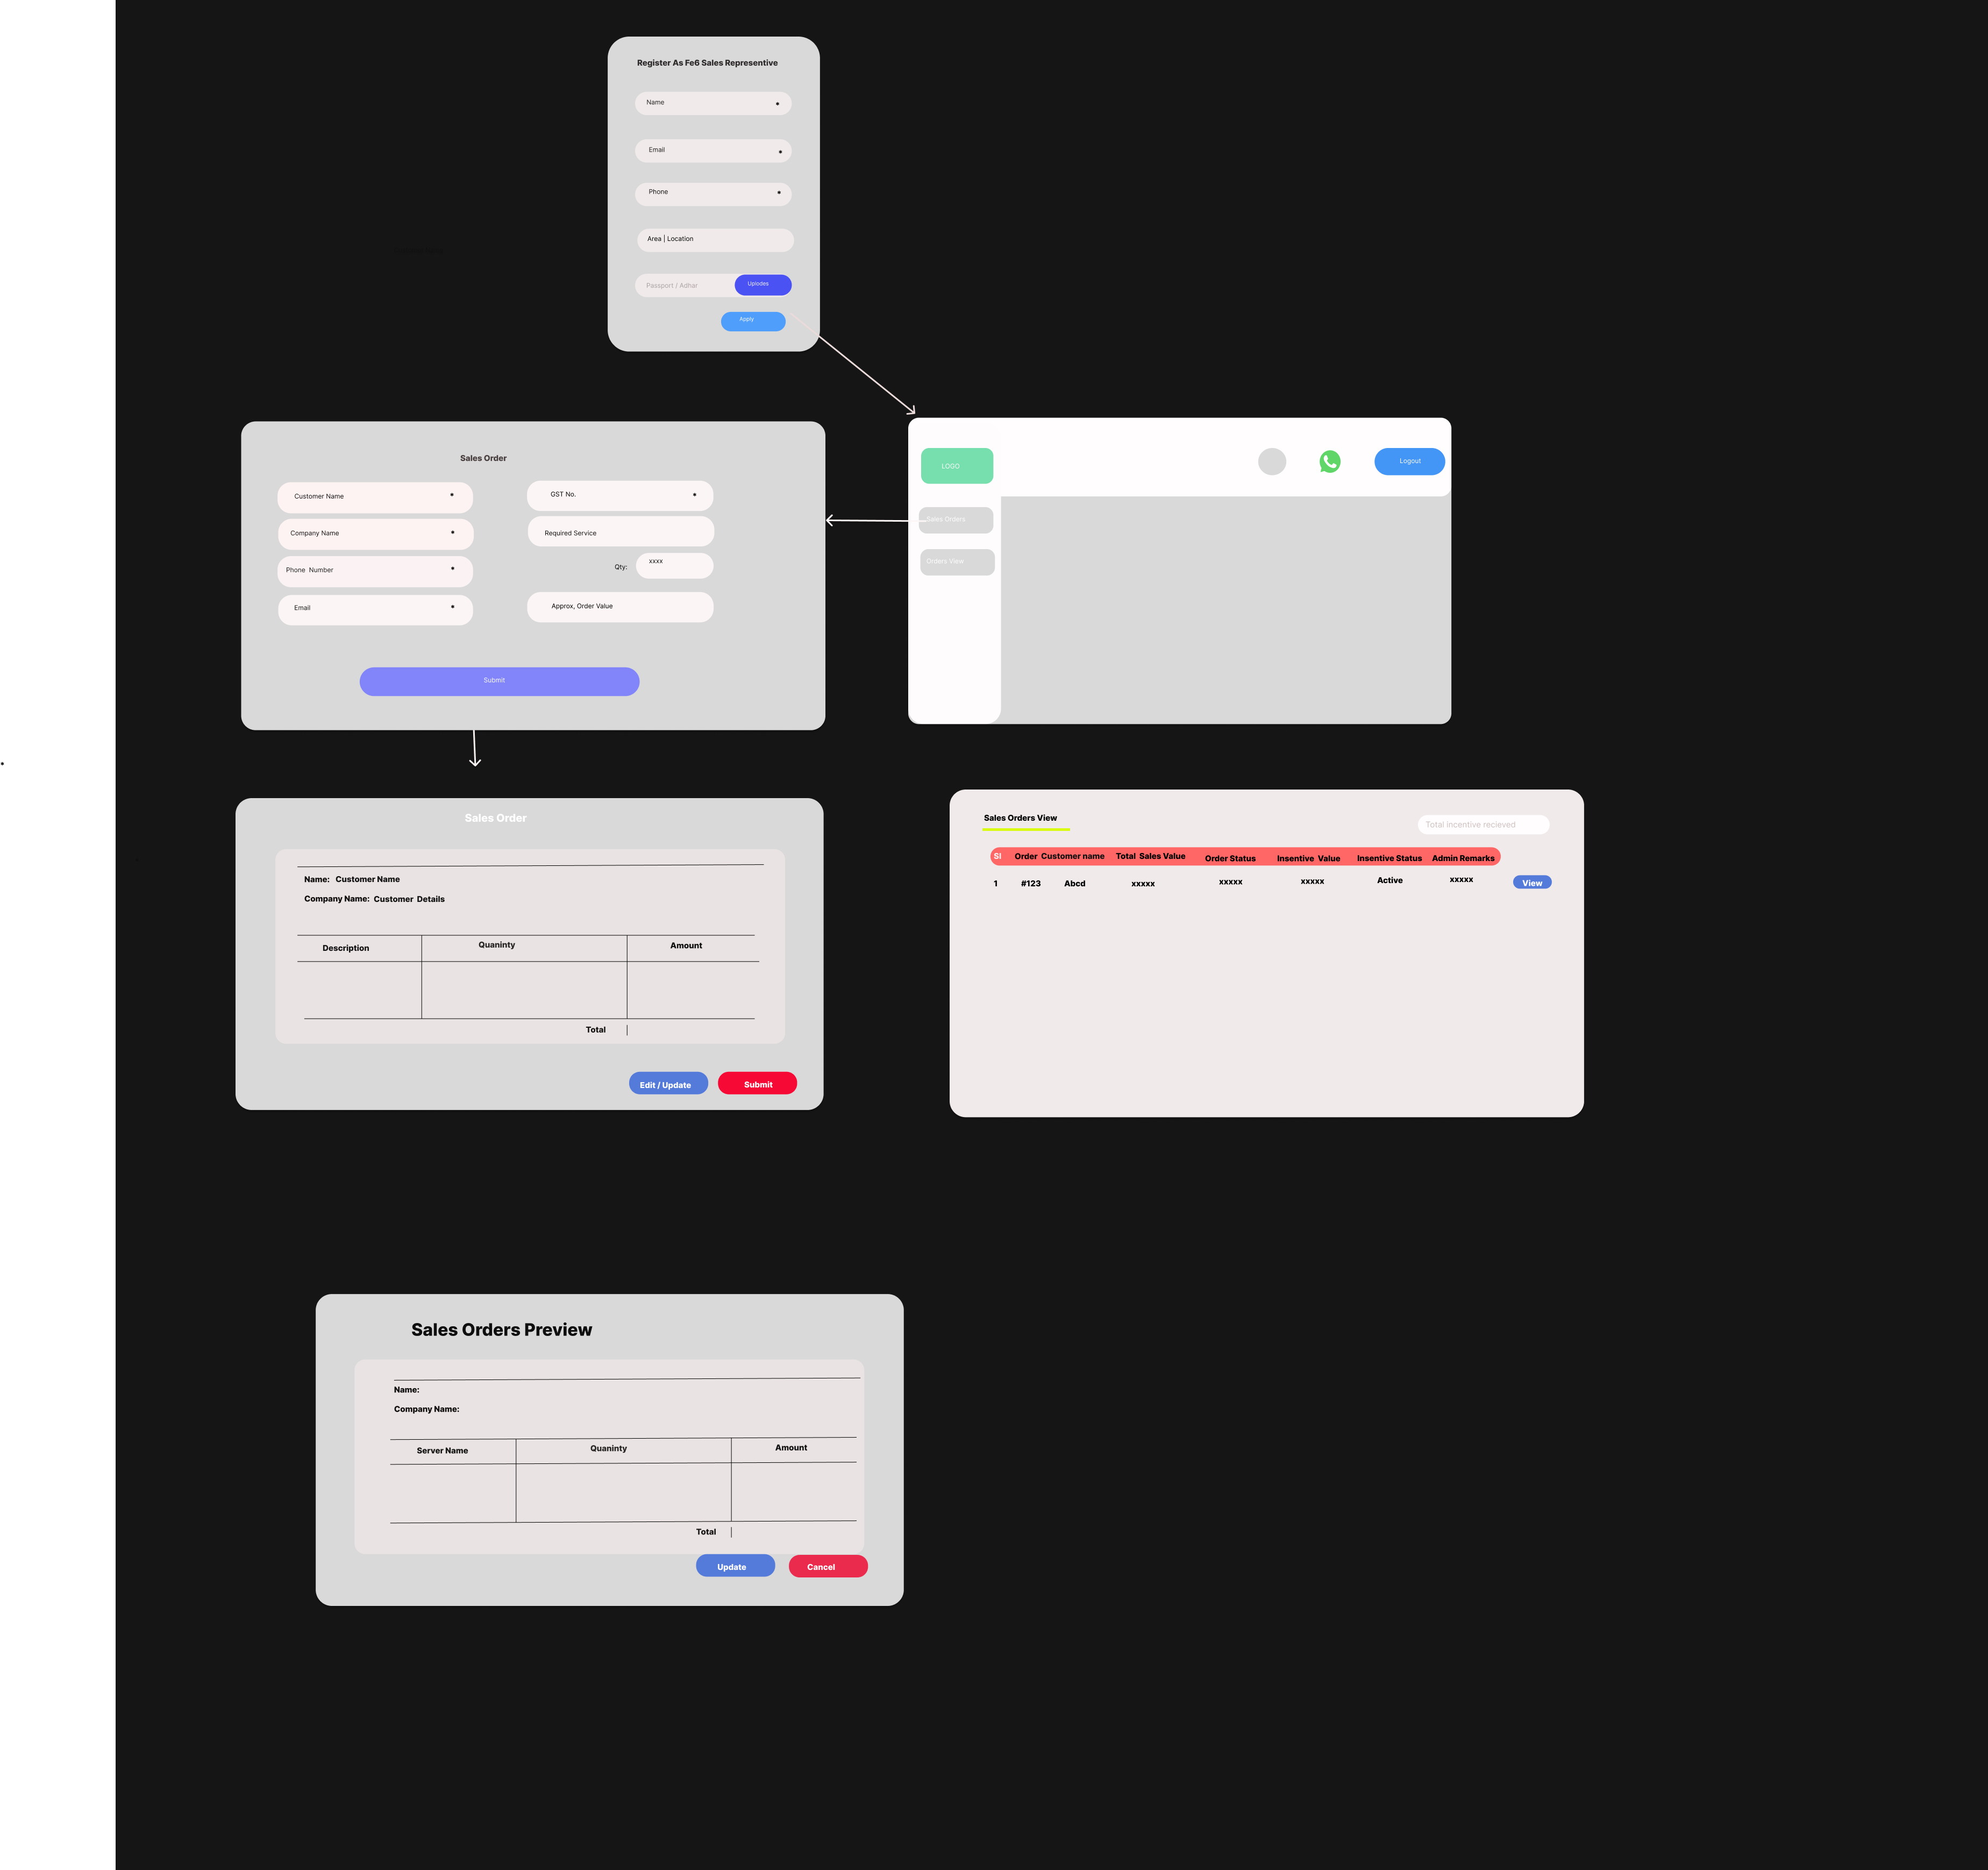 Register As Fe6 Sales Representive
Name *
Email *
Phone *
Area | Location
Passport / Adhar Uplodes
Apply
Sales Order
Customer Name *
GST No. *
Company Name *
Required Service
Phone Number *
Qty: xxxx
Email *
Approx, Order Value
Submit
LOGO
Logout
Sales Orders
Orders View
Sales Order
Name: Customer Name
Company Name: Customer Details
Description Quaninty Amount
Total
Edit / Update Submit
Sales Orders View
Total incentive recieved
Sl Order Customer name Total Sales Value Order Status Insentive Value Insentive Status Admin Remarks
1 #123 Abcd xxxxx xxxxx xxxxx Active xxxxx View
Sales Orders Preview
Name:
Company Name:
Server Name Quaninty Amount
Total
Update Cancel